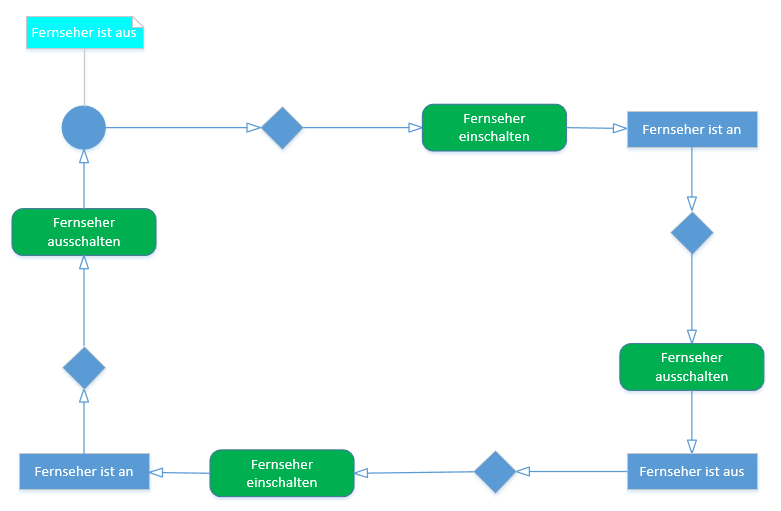 Fernseher ist aus
Fernseher
einschalten
Fernseher ist an
Fernseher
ausschalten
Fernseher
ausschalten
Fernseher ist an
Fernseher
einschalten
Fernseher ist aus